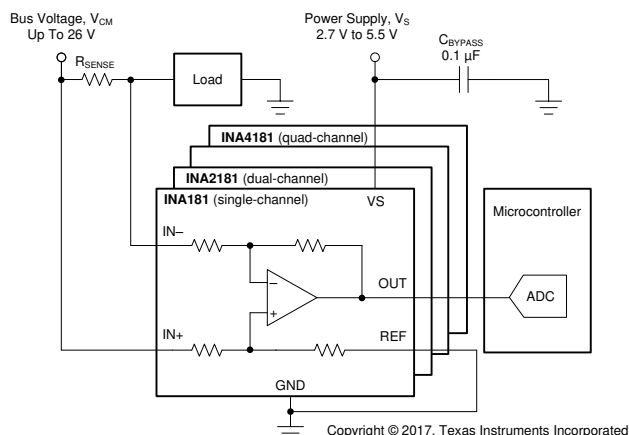 Bus Voltage, VCM
Up To 26 V
RSENSE
Load
Power Supply, VS
2.7 V to 5.5 V
CBYPASS
0.1 µF
INA4181 (quad-channel)
INA2181 (dual-channel)
INA181 (single-channel)
VS
Microcontroller
IN–
–
OUT
ADC
+
IN+
REF
GND
Copyright © 2017, Texas Instruments Incorporated